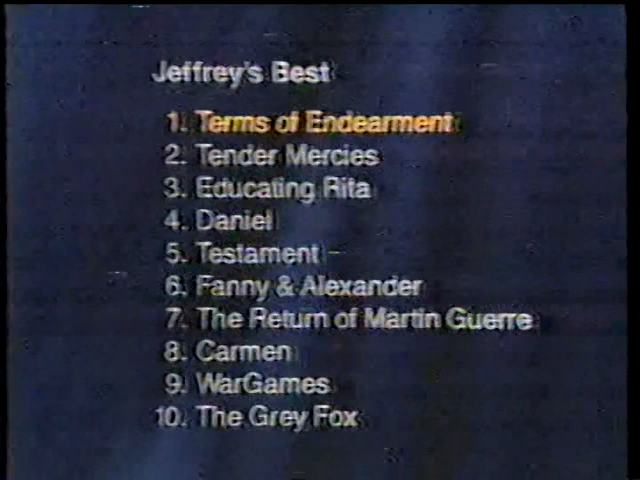 Jeffrey's Best
1. Terms of Endearment
2. Tender Mercies
3. Educating Rita
4. Daniel
5. Testament
6. Fanny & Alexander
7. The Return of Martin Guerre
8. Carmen
9. WarGames
10. The Grey Fox